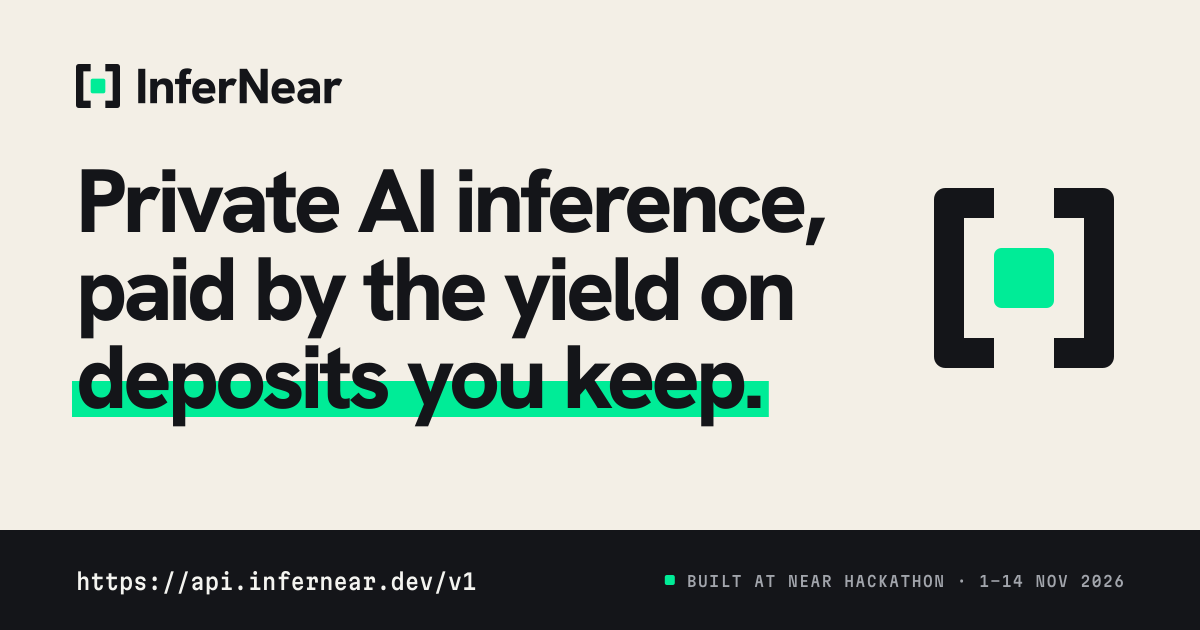 InferNear
Private AI inference,
paid by the yield on
deposits you keep.
https://api.infernear.dev/v1
BUILT AT NEAR HACKATHON · 1–14 NOV 2026